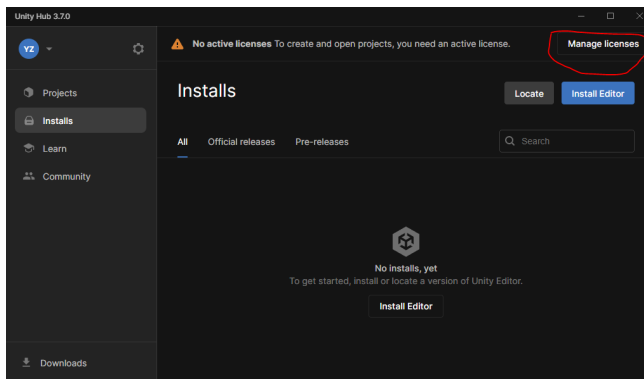 Unity Hub 3.7.0
YZ
No active licenses To create and open projects, you need an active license.
Manage licenses
Projects
Installs
Learn
Community
Downloads
Installs
Locate
Install Editor
All
Official releases
Pre-releases
Search
No installs, yet
To get started, install or locate a version of Unity Editor.
Install Editor